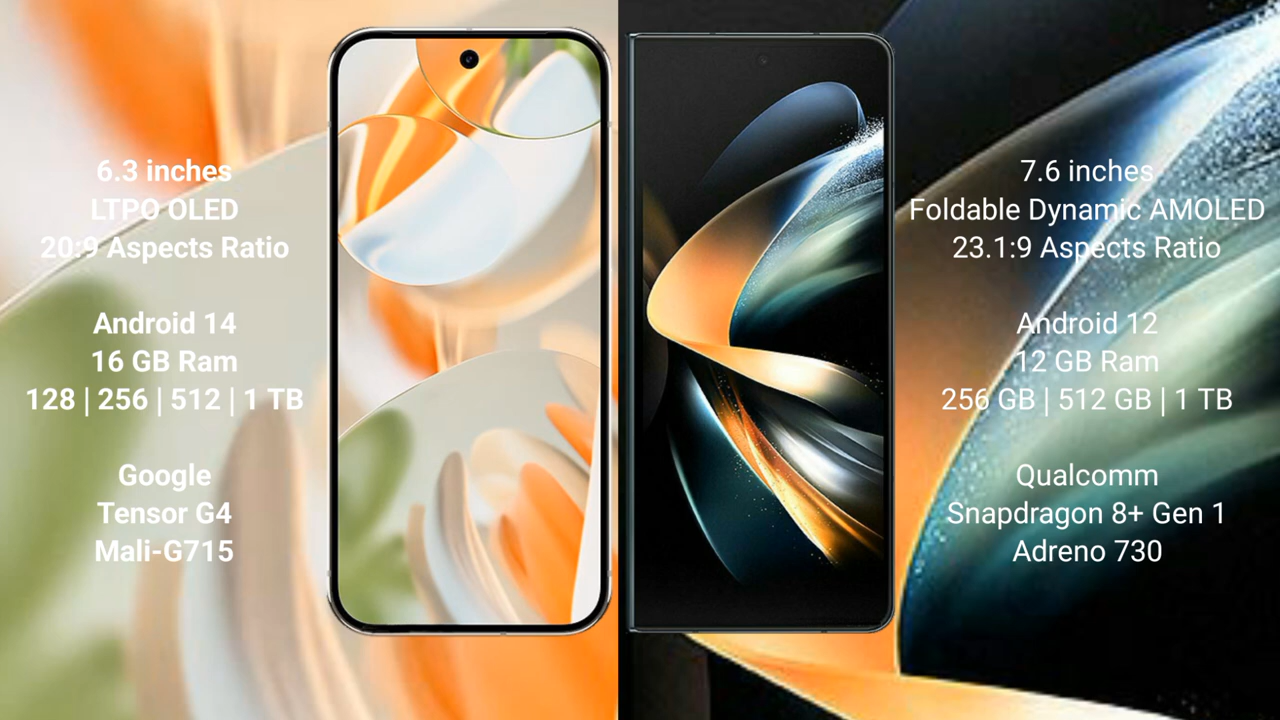 6.3 inches
LTPO OLED
20:9 Aspects Ratio
Android 14
16 GB Ram
128 | 256 | 512 | 1 TB
Google
Tensor G4
Mali-G715
7.6 inches
Foldable Dynamic AMOLED
23.1:9 Aspects Ratio
Android 12
12 GB Ram
256 GB | 512 GB | 1 TB
Qualcomm
Snapdragon 8+ Gen 1
Adreno 730